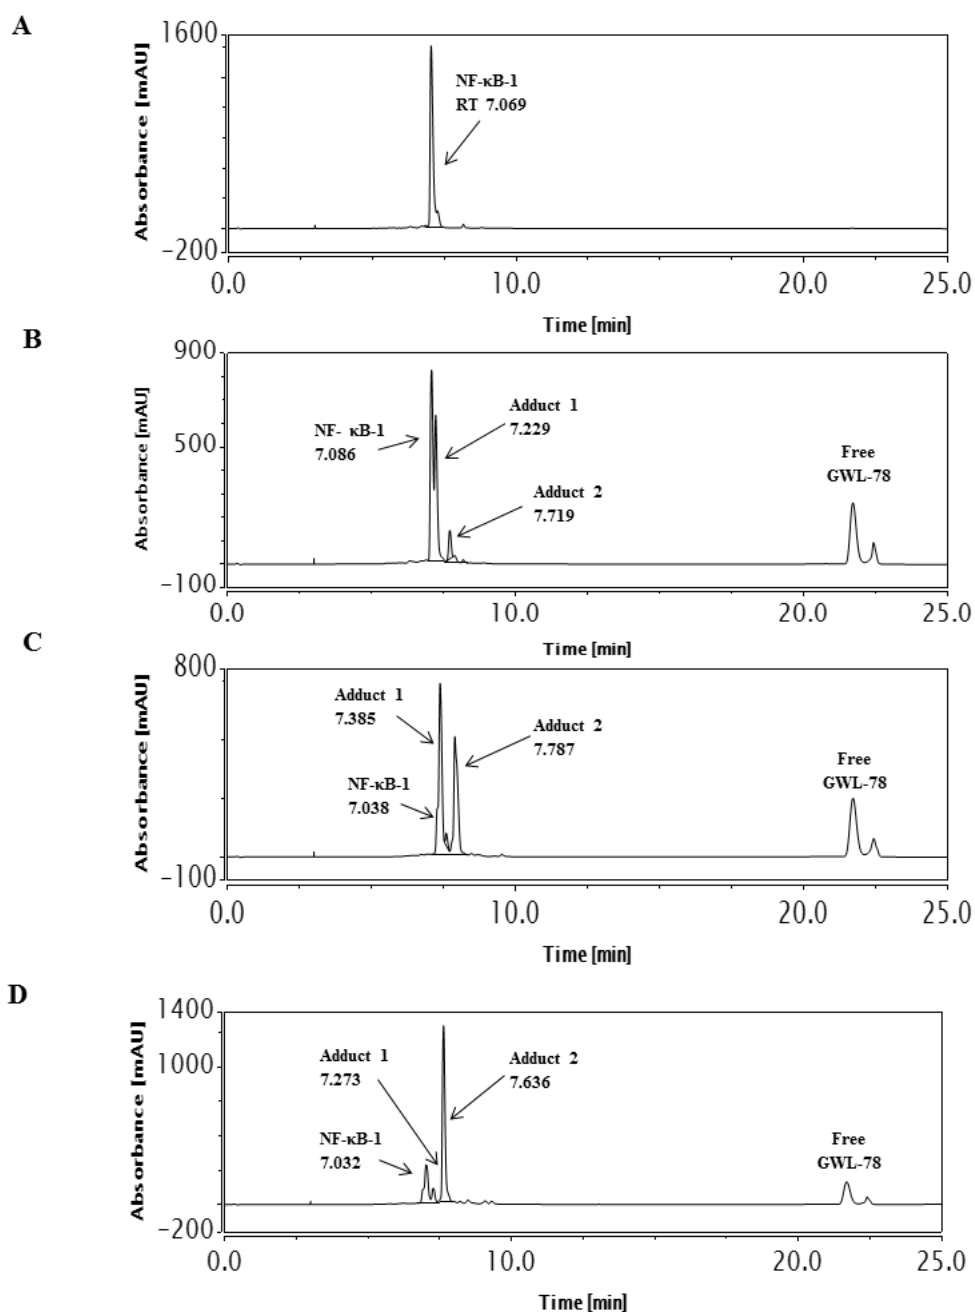 A
1600
NF-κB-1
RT 7.069
Absorbance [mAU]
-200
0.0
10.0
20.0
25.0
Time [min]
B
900
Adduct 1
7.229
NF- κB-1
7.086
500
Free
GWL-78
Adduct 2
7.719
Absorbance [mAU]
-100
0.0
10.0
20.0
25.0
Time [min]
C
800
Adduct 1
7.385
Adduct 2
7.787
NF-κB-1
7.038
Free
GWL-78
Absorbance [mAU]
-100
0.0
10.0
20.0
25.0
Time [min]
D
1400
1000
Adduct 1
7.273
Adduct 2
7.636
NF-κB-1
7.032
Free
GWL-78
Absorbance [mAU]
-200
0.0
10.0
20.0
25.0
Time [min]